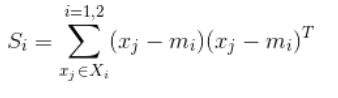 S_i = \sum_{x_j \in X_i}^{i=1,2} (x_j - m_i)(x_j - m_i)^T